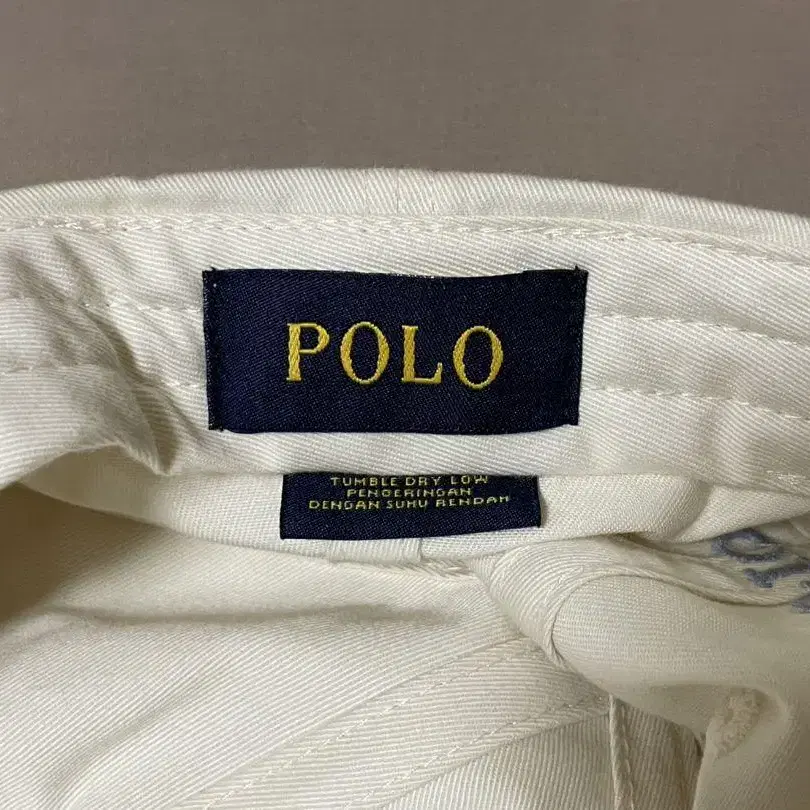 POLO
TUMBLE DRY LOW
PENGERINGAN
DENGAN SUHU RENDAH